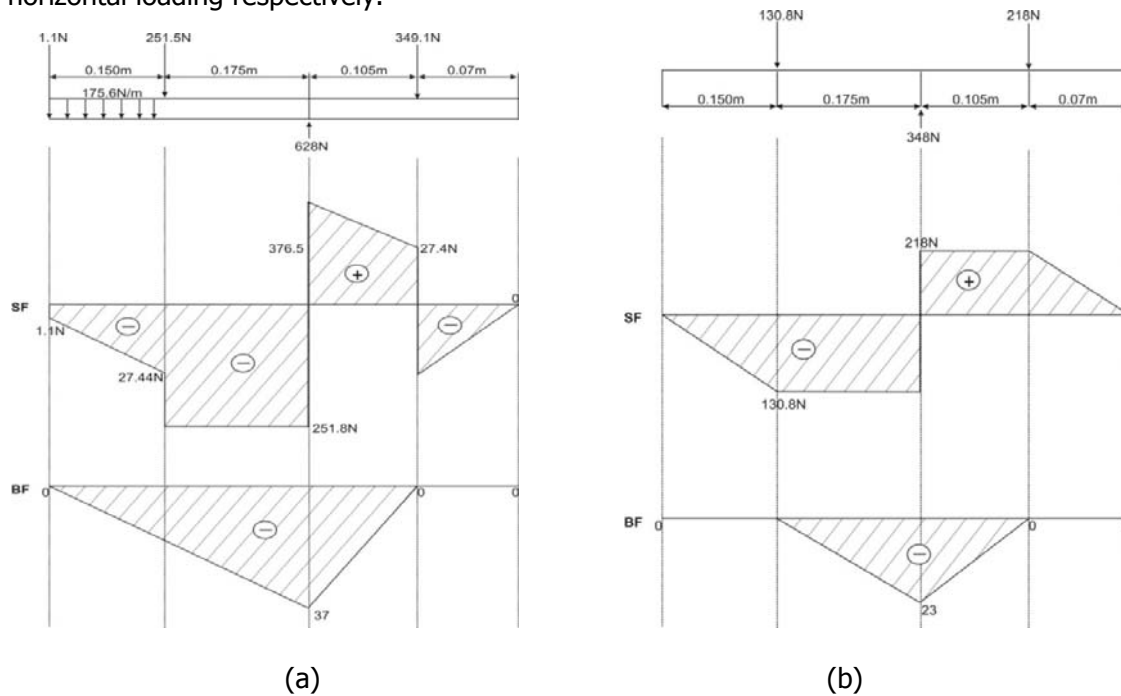 horizontal loading respectively.
1.1N 251.5N 349.1N
0.150m 0.175m 0.105m 0.07m
175.6N/m
628N
376.5 27.4N
+
SF 0
1.1N − − −
27.44N
251.8N
BF 0 0 0
−
37
(a)
130.8N 218N
0.150m 0.175m 0.105m 0.07m
348N
218N
+
SF
−
130.8N
BF 0 0
−
23
(b)